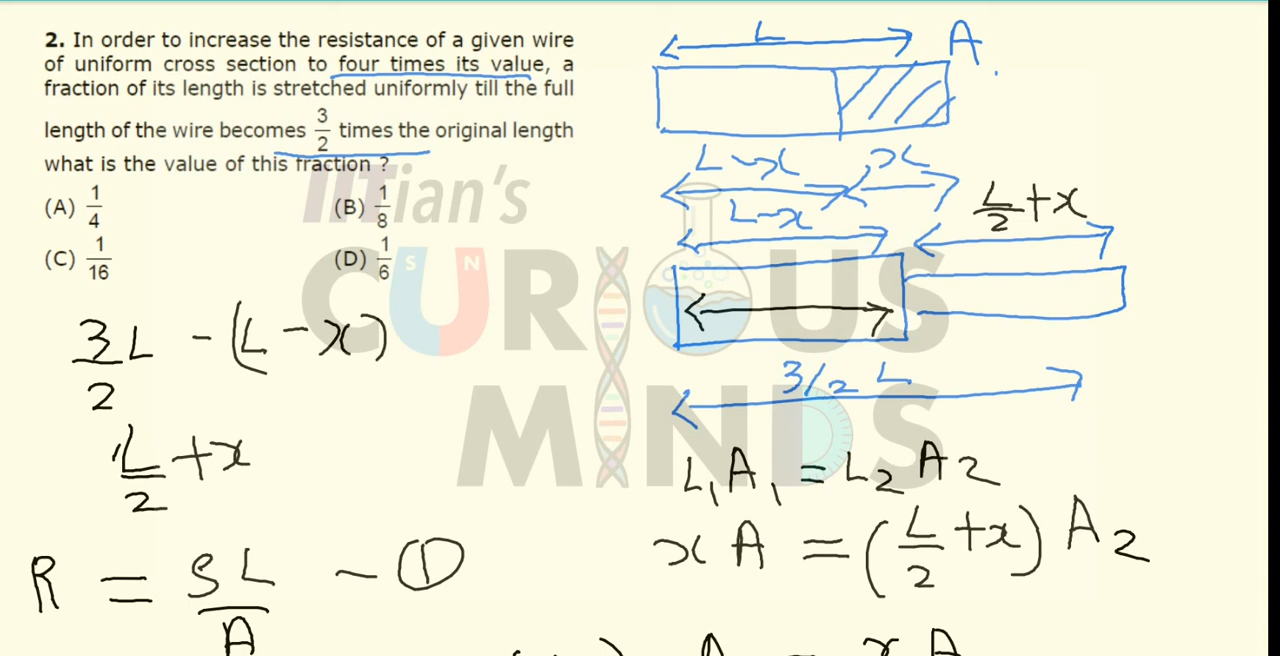 2. In order to increase the resistance of a given wire
of uniform cross section to four times its value, a
fraction of its length is stretched uniformly till the full
length of the wire becomes 3/2 times the original length
what is the value of this fraction ?
(A) 1/4 (B) 1/8
(C) 1/16 (D) 1/6
L A
L-x x
L-x L/2+x
3/2 L
IITian's
CURIOUS
S N
MINDS
3/2 L - (L-x)
L/2 + x
L1A1 = L2A2
xA = (L/2 + x) A2
R = SL/A - ①
A = xA